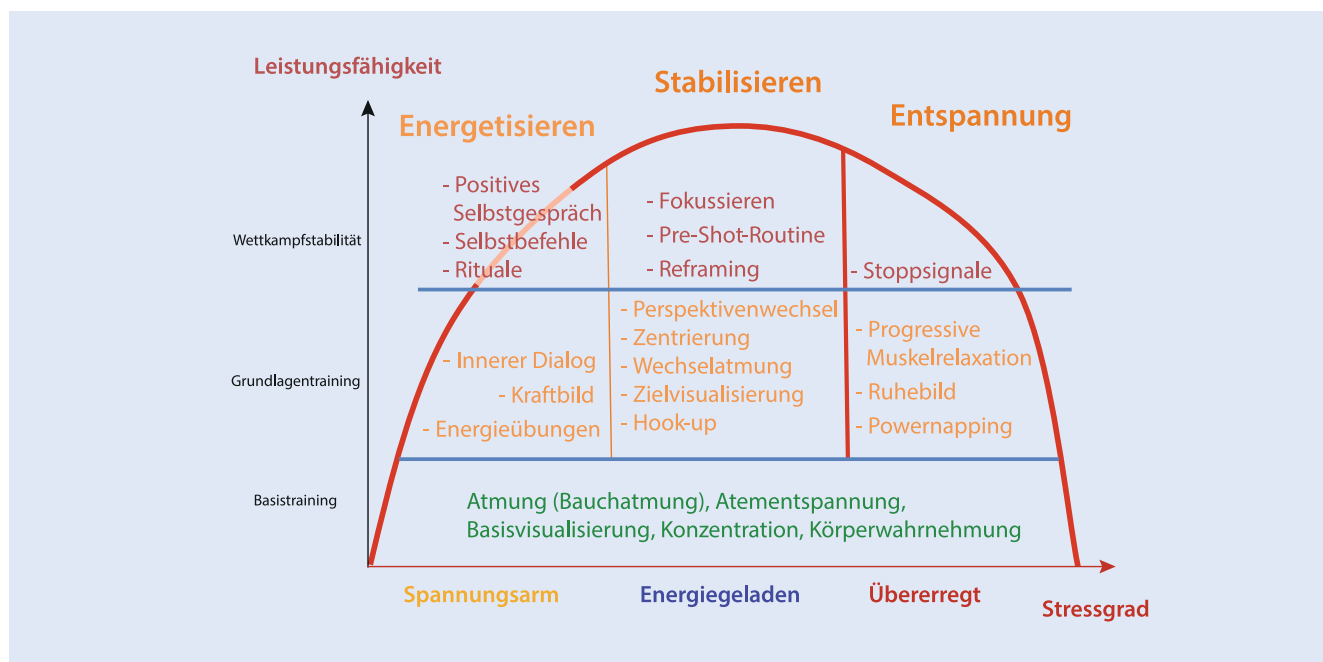 Leistungsfähigkeit
Stabilisieren
Energetisieren
Entspannung
- Positives
Selbstgespräch
- Selbstbefehle
- Rituale
- Fokussieren
- Pre-Shot-Routine
- Reframing
- Stoppsignale
Wettkampfstabilität
- Innerer Dialog
- Kraftbild
- Energieübungen
- Perspektivenwechsel
- Zentrierung
- Wechselatmung
- Zielvisualisierung
- Hook-up
- Progressive
Muskelrelaxation
- Ruhebild
- Powernapping
Grundlagentraining
Basistraining
Atmung (Bauchatmung), Atementspannung,
Basisvisualisierung, Konzentration, Körperwahrnehmung
Spannungsarm
Energiegeladen
Übererregt
Stressgrad